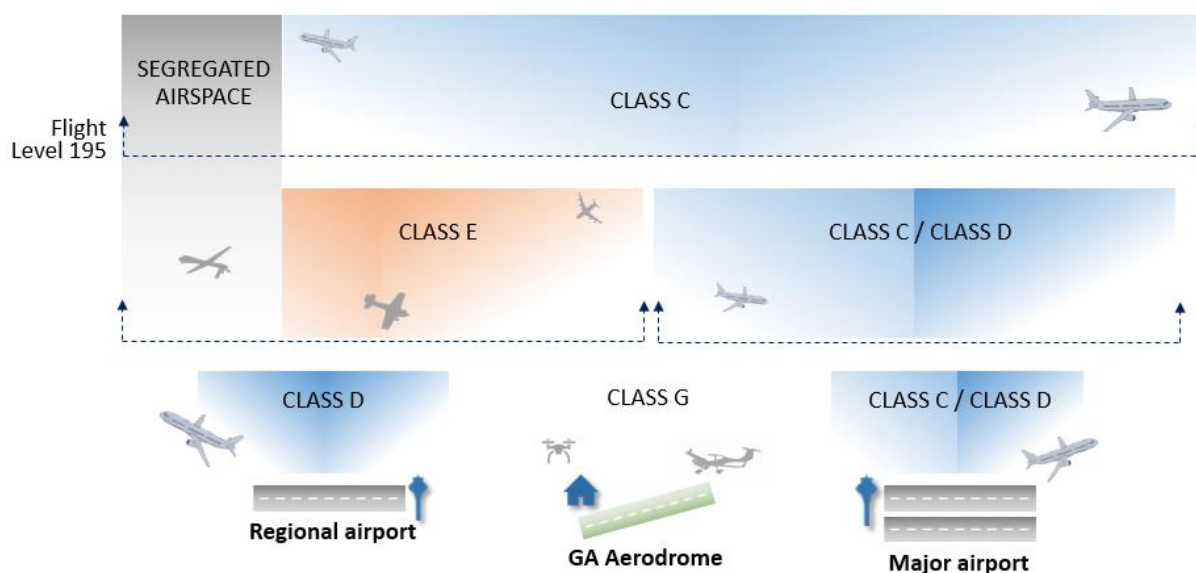 SEGREGATED
AIRSPACE
CLASS C
Flight
Level 195
CLASS E
CLASS C / CLASS D
CLASS D
CLASS G
CLASS C / CLASS D
Regional airport
GA Aerodrome
Major airport